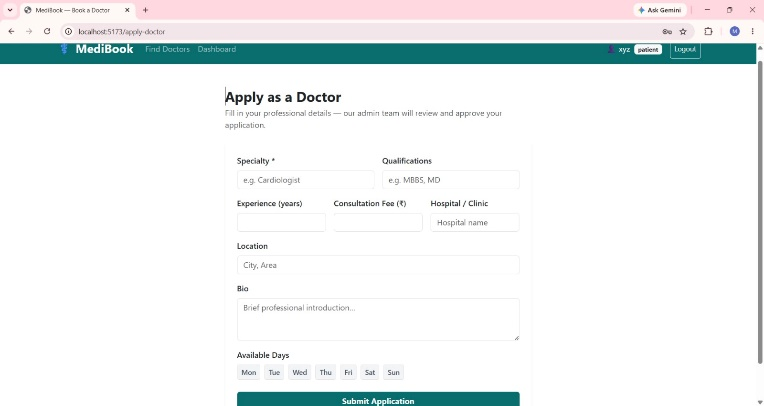 MediBook — Book a Doctor
Ask Gemini
localhost:5173/apply-doctor
M
MediBook Find Doctors Dashboard xyz patient Logout
Apply as a Doctor
Fill in your professional details — our admin team will review and approve your
application.
Specialty * Qualifications
e.g. Cardiologist e.g. MBBS, MD
Experience (years) Consultation Fee (₹) Hospital / Clinic
Hospital name
Location
City, Area
Bio
Brief professional introduction...
Available Days
Mon Tue Wed Thu Fri Sat Sun
Submit Application